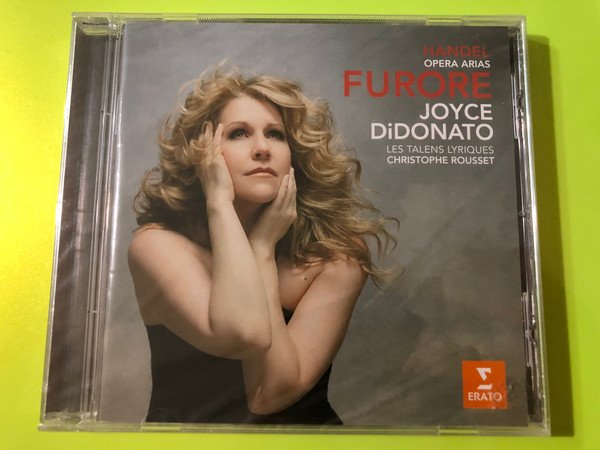 HANDEL
OPERA ARIAS
FURORE
JOYCE
DiDONATO
LES TALENS LYRIQUES
CHRISTOPHE ROUSSET
ERATO